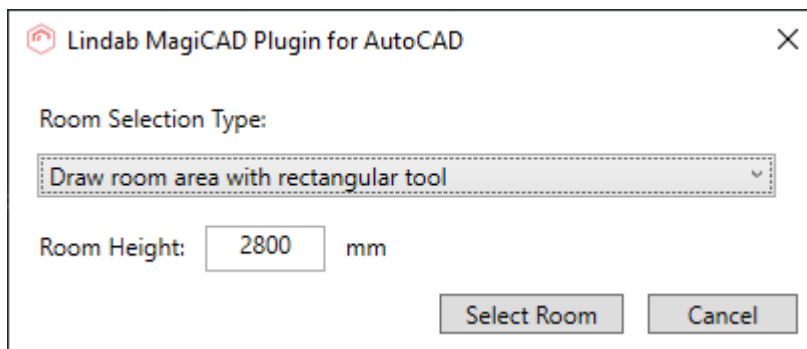 Lindab MagiCAD Plugin for AutoCAD
Room Selection Type:
Draw room area with rectangular tool
Room Height: 2800 mm
Select Room Cancel